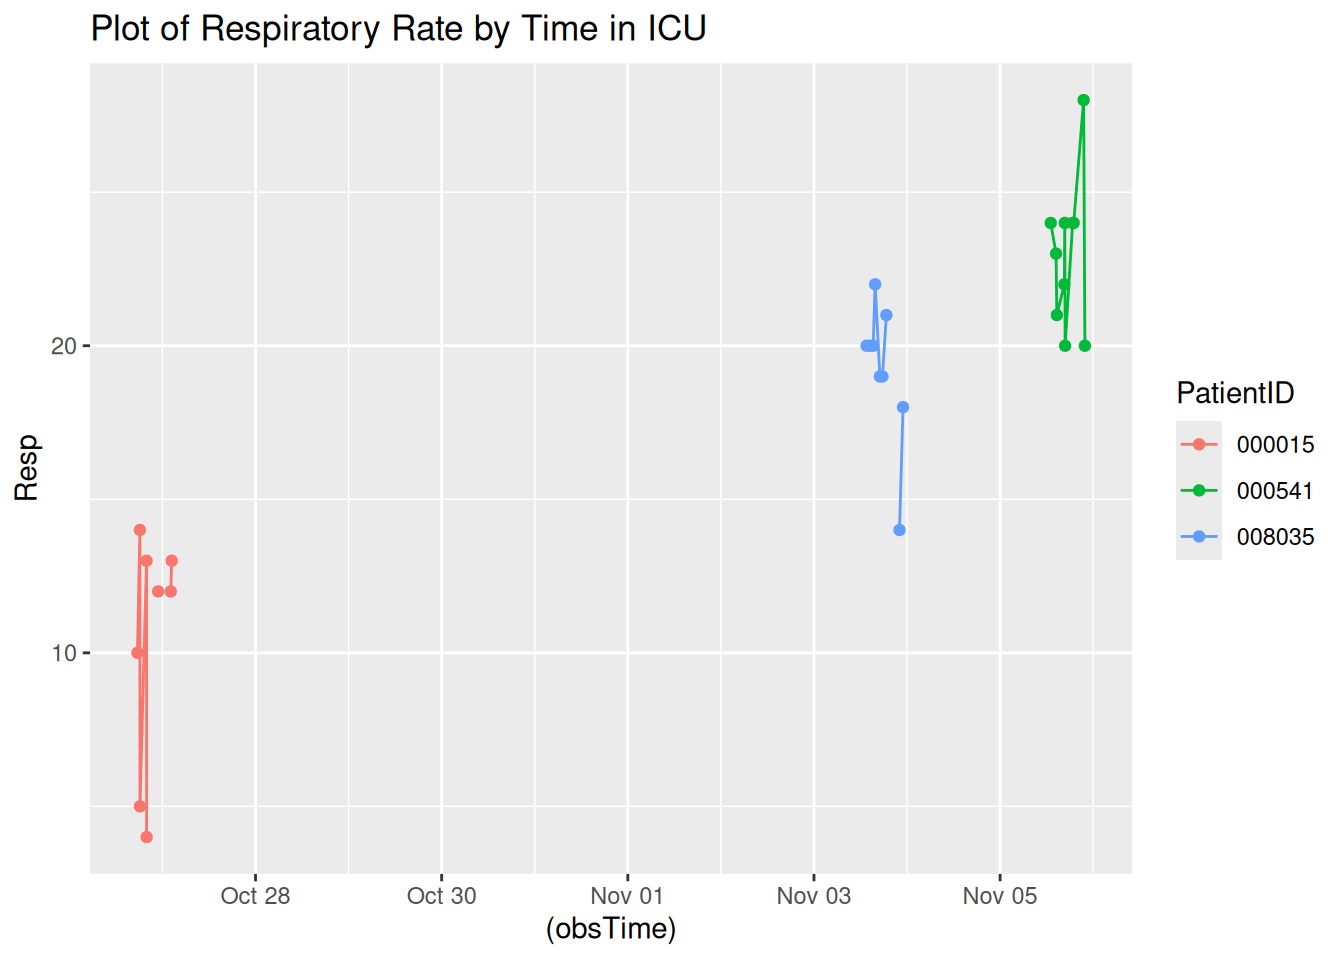 Plot of Respiratory Rate by Time in ICU
Resp
20
10
Oct 28
Oct 30
Nov 01
Nov 03
Nov 05
(obsTime)
PatientID
000015
000541
008035